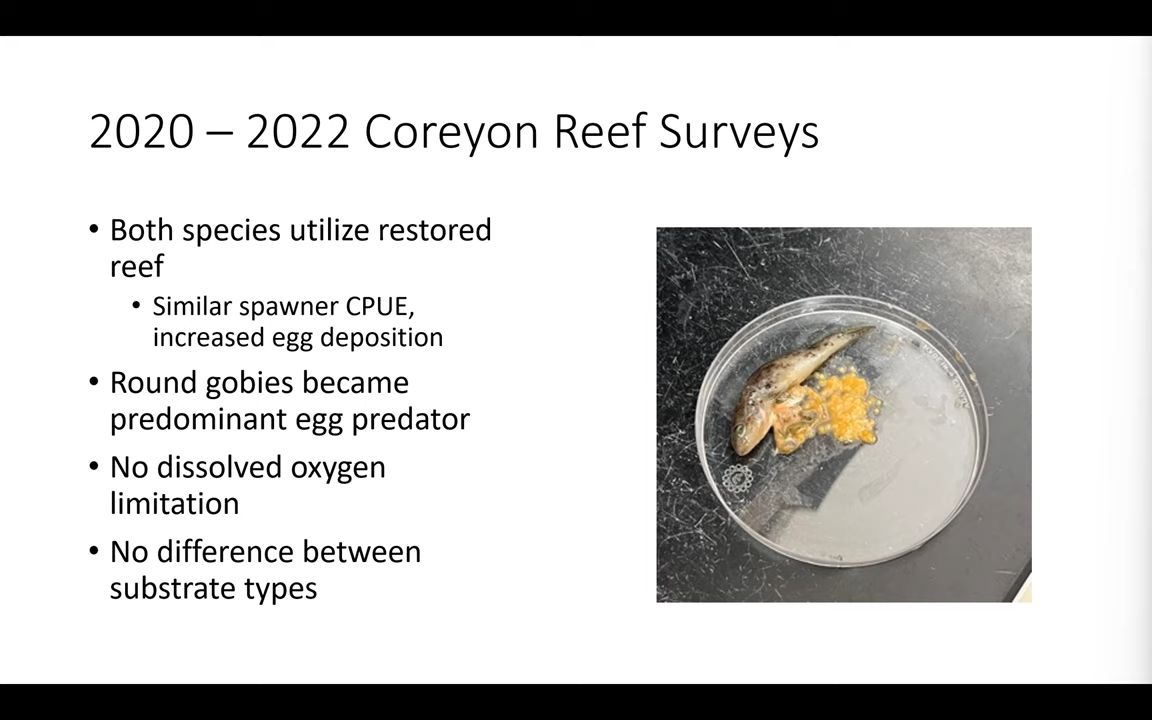 2020 – 2022 Coreyon Reef Surveys
• Both species utilize restored
reef
• Similar spawner CPUE,
increased egg deposition
• Round gobies became
predominant egg predator
• No dissolved oxygen
limitation
• No difference between
substrate types